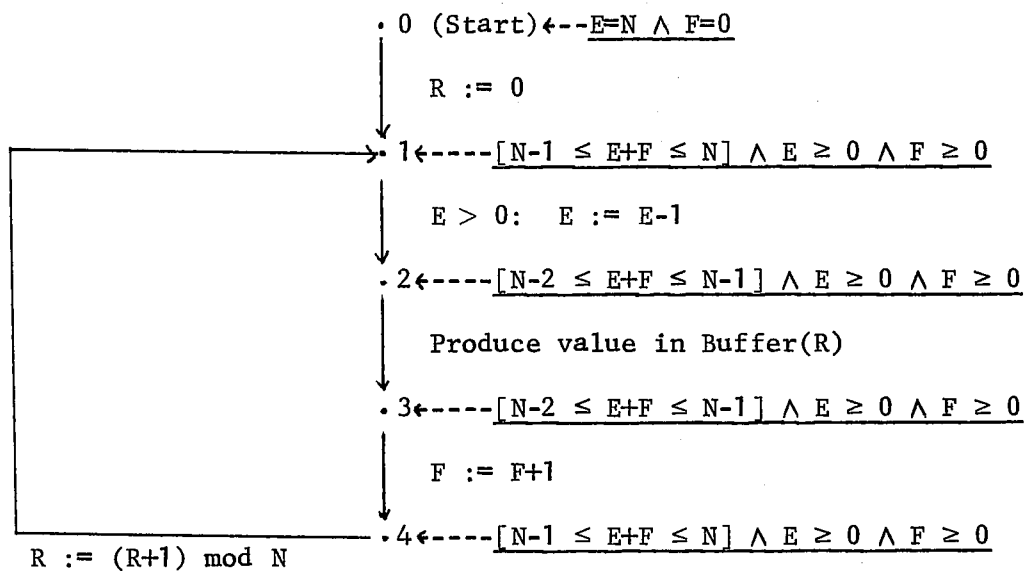 . 0 (Start)←--E=N ∧ F=0
R := 0
. 1←----[N-1 ≤ E+F ≤ N] ∧ E ≥ 0 ∧ F ≥ 0
E > 0: E := E-1
. 2←----[N-2 ≤ E+F ≤ N-1] ∧ E ≥ 0 ∧ F ≥ 0
Produce value in Buffer(R)
. 3←----[N-2 ≤ E+F ≤ N-1] ∧ E ≥ 0 ∧ F ≥ 0
F := F+1
. 4←----[N-1 ≤ E+F ≤ N] ∧ E ≥ 0 ∧ F ≥ 0
R := (R+1) mod N